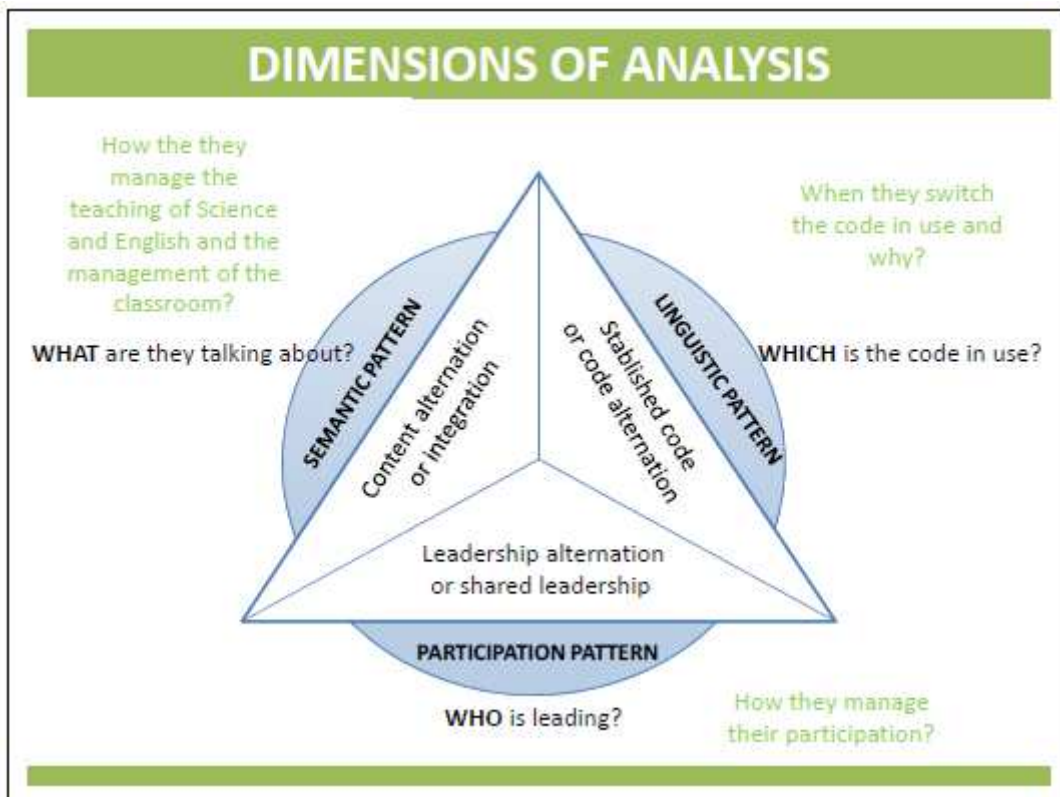 DIMENSIONS OF ANALYSIS
How the they
manage the
teaching of Science
and English and the
management of the
classroom?
WHAT are they talking about?
SEMANTIC PATTERN
Content alternation
or integration
When they switch
the code in use and
why?
WHICH is the code in use?
LINGUISTIC PATTERN
Stablished code
or code alternation
Leadership alternation
or shared leadership
PARTICIPATION PATTERN
WHO is leading?
How they manage
their participation?